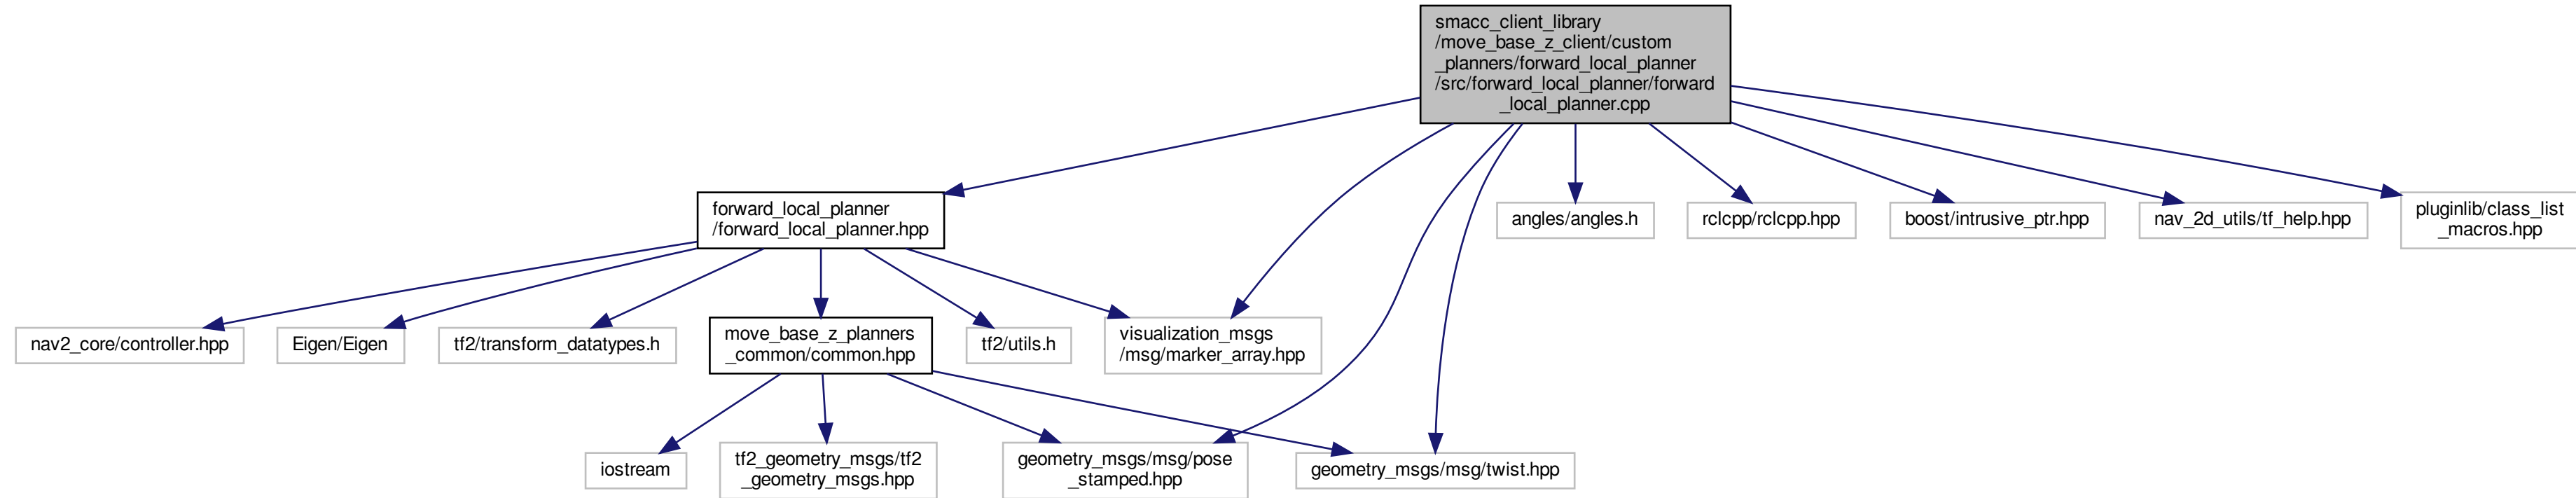 smacc_client_library
/move_base_z_client/custom
_planners/forward_local_planner
/src/forward_local_planner/forward
_local_planner.cpp
forward_local_planner
/forward_local_planner.hpp
angles/angles.h
rclcpp/rclcpp.hpp
boost/intrusive_ptr.hpp
nav_2d_utils/tf_help.hpp
pluginlib/class_list
_macros.hpp
nav2_core/controller.hpp
Eigen/Eigen
tf2/transform_datatypes.h
move_base_z_planners
_common/common.hpp
tf2/utils.h
visualization_msgs
/msg/marker_array.hpp
iostream
tf2_geometry_msgs/tf2
_geometry_msgs.hpp
geometry_msgs/msg/pose
_stamped.hpp
geometry_msgs/msg/twist.hpp